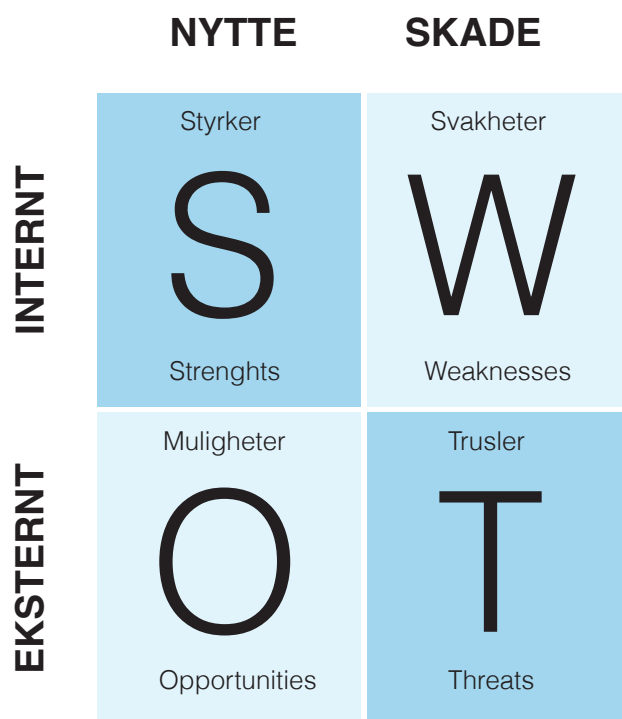 NYTTE SKADE
INTERNT
Styrker
S
Strenghts
Svakheter
W
Weaknesses
EKSTERNT
Muligheter
O
Opportunities
Trusler
T
Threats